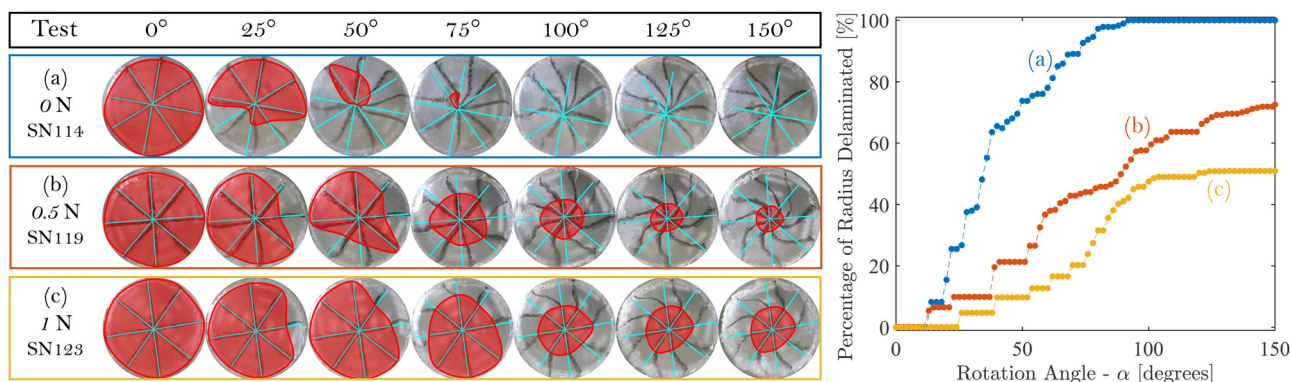 Test 0° 25° 50° 75° 100° 125° 150°
(a)
0 N
SN114
(b)
0.5 N
SN119
(c)
1 N
SN123
Percentage of Radius Delaminated [%]
100
80
60
40
20
0
(a)
(b)
(c)
0 50 100 150
Rotation Angle - α [degrees]